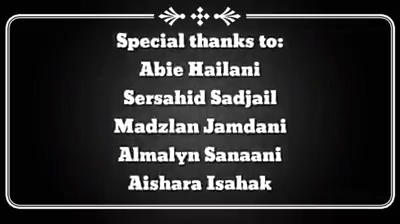 Special thanks to:
Abie Hailani
Sersahid Sadjail
Madzlan Jamdani
Almalyn Sanaani
Aishara Isahak